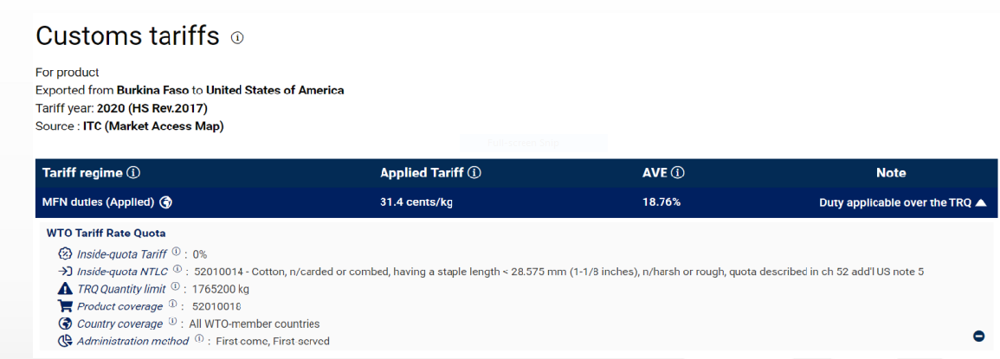 Customs tariffs
For product
Exported from Burkina Faso to United States of America
Tariff year: 2020 (HS Rev.2017)
Source : ITC (Market Access Map)
Tariff regime Applied Tariff AVE Note
MFN duties (Applied) 31.4 cents/kg 18.76% Duty applicable over the TRQ
WTO Tariff Rate Quota
Inside-quota Tariff : 0%
Inside-quota NTLC : 52010014 - Cotton, n/carded or combed, having a staple length < 28.575 mm (1-1/8 inches), n/harsh or rough, quota described in ch 52 add'l US note 5
TRQ Quantity limit : 1765200 kg
Product coverage : 52010018
Country coverage : All WTO-member countries
Administration method : First come, First-served